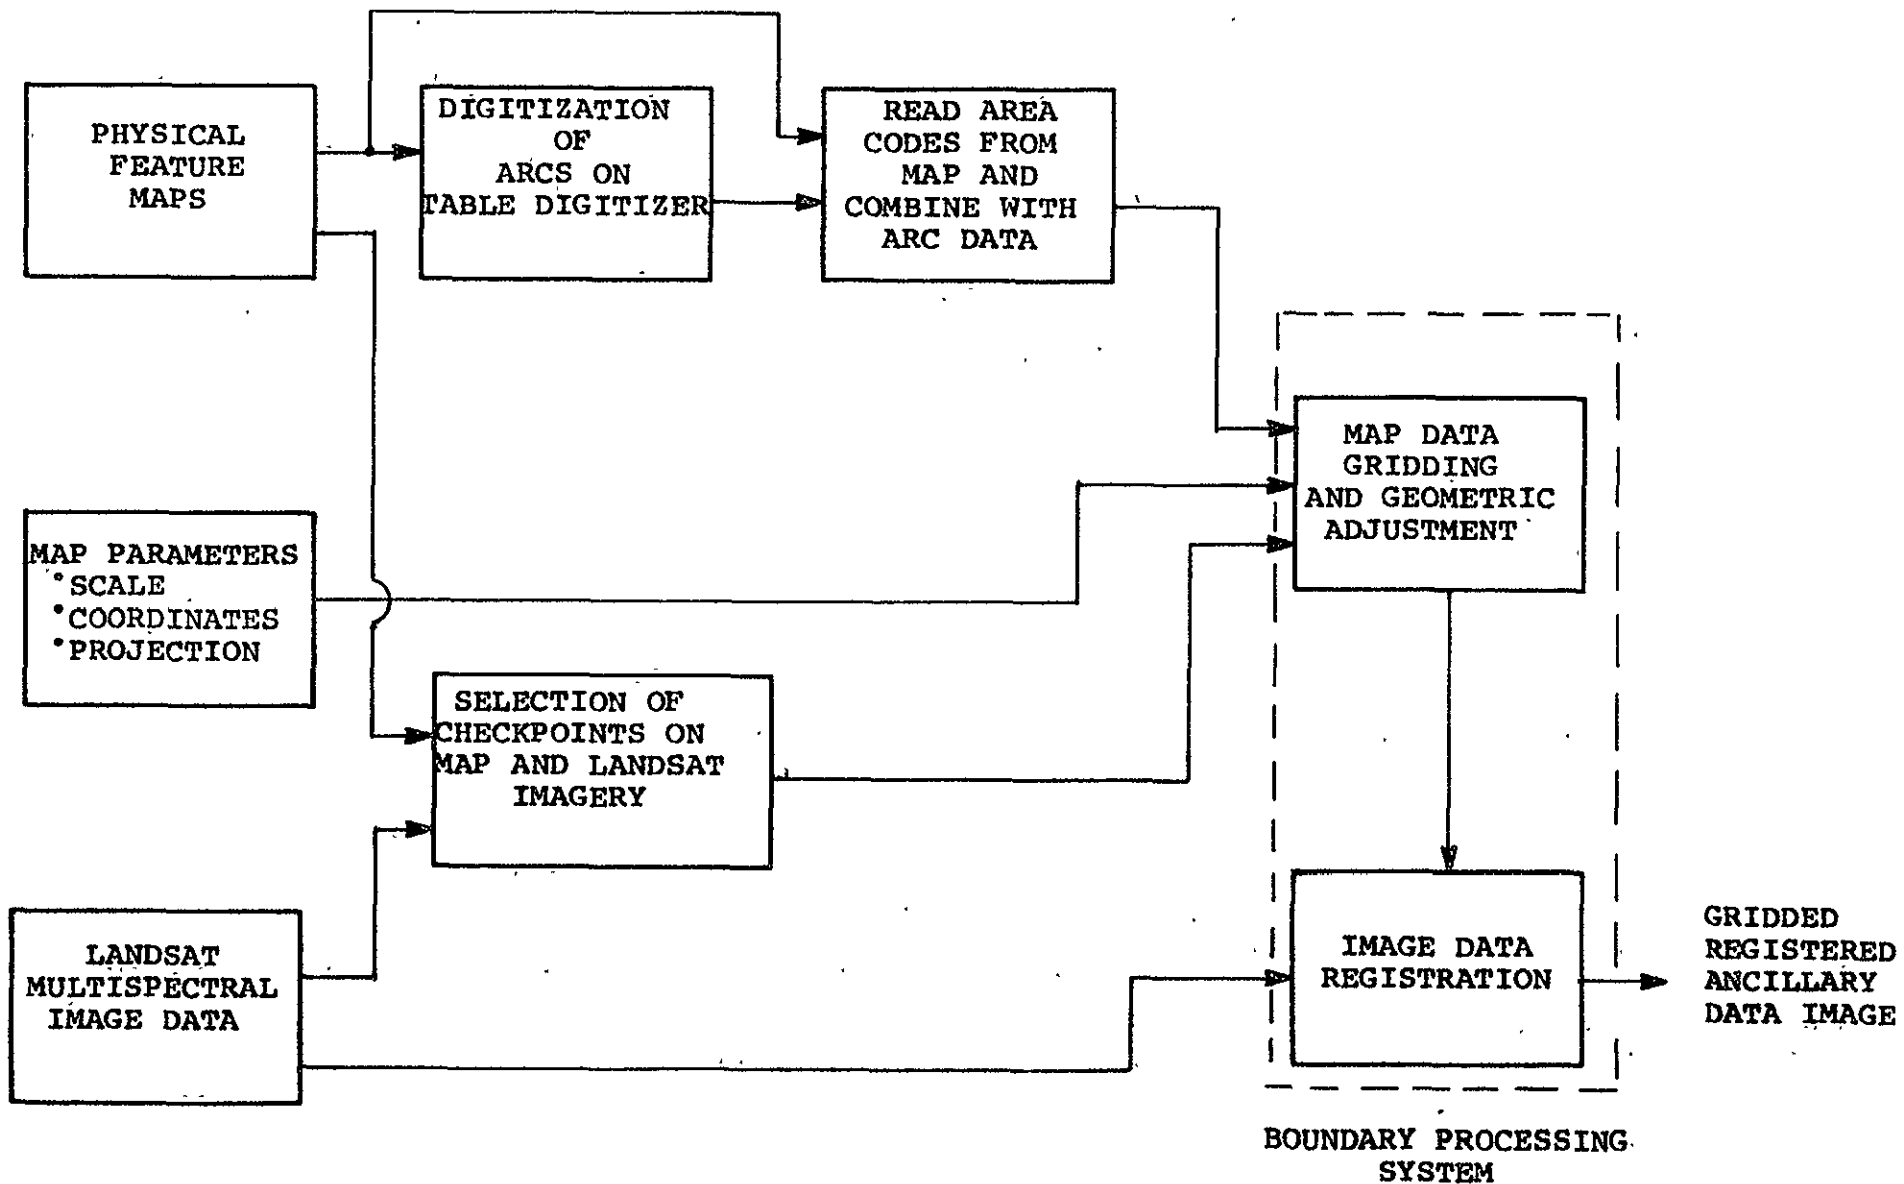 PHYSICAL
FEATURE
MAPS
DIGITIZATION
OF
ARCS ON
TABLE DIGITIZER
READ AREA
CODES FROM
MAP AND
COMBINE WITH
ARC DATA
MAP DATA
GRIDDING
AND GEOMETRIC
ADJUSTMENT
MAP PARAMETERS
•SCALE
•COORDINATES
•PROJECTION
SELECTION OF
CHECKPOINTS ON
MAP AND LANDSAT
IMAGERY
LANDSAT
MULTISPECTRAL
IMAGE DATA
IMAGE DATA
REGISTRATION
GRIDDED
REGISTERED
ANCILLARY
DATA IMAGE
BOUNDARY PROCESSING
SYSTEM